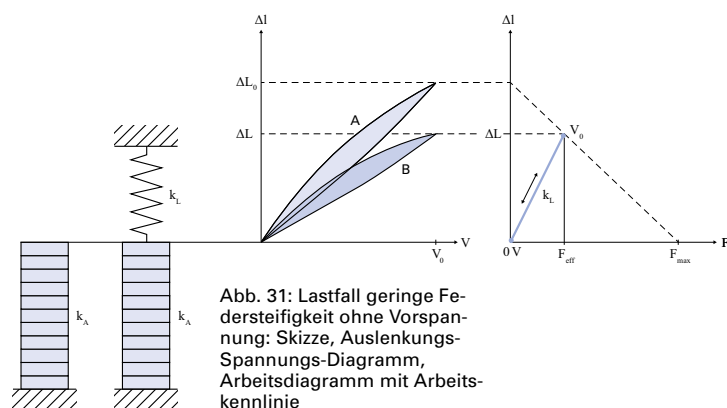 Δl
Δl
ΔL₀
A
ΔL
ΔL
V₀
B
k_L
k_L
V
0 V
F
V₀
F_eff
F_max
k_A
k_A
Abb. 31: Lastfall geringe Fe-
dersteifigkeit ohne Vorspan-
nung: Skizze, Auslenkungs-
Spannungs-Diagramm,
Arbeitsdiagramm mit Arbeits-
kennlinie